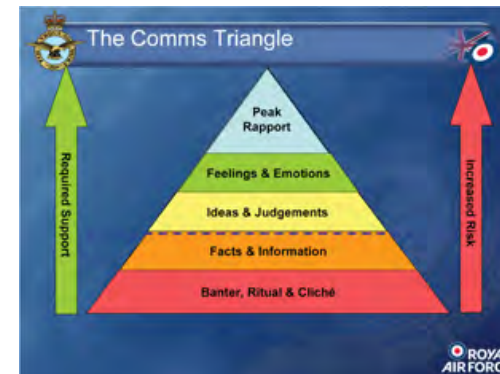 The Comms Triangle
Peak
Rapport
Feelings & Emotions
Ideas & Judgements
Facts & Information
Banter, Ritual & Cliché
Required Support
Increased Risk
ROYA
AIR FORC